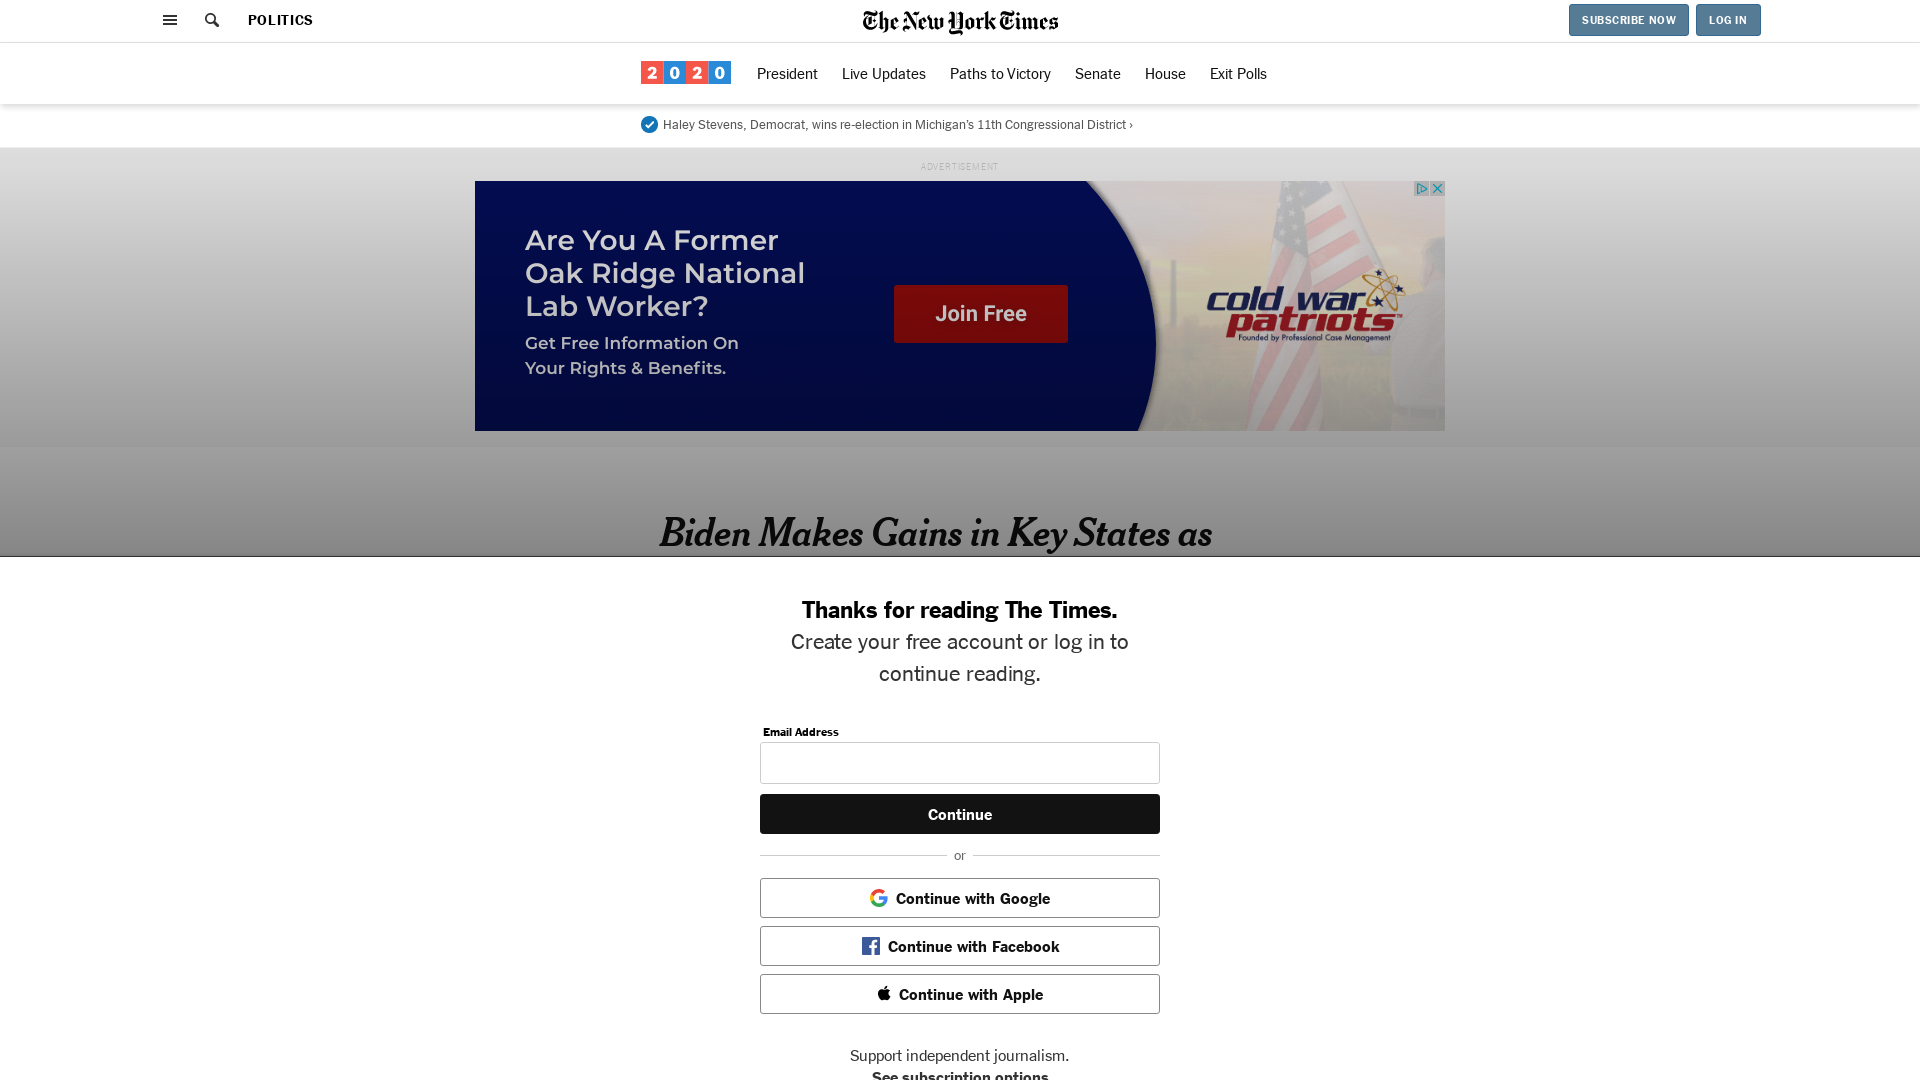 POLITICS
The New York Times
SUBSCRIBE NOW
LOG IN
2020
President
Live Updates
Paths to Victory
Senate
House
Exit Polls
Haley Stevens, Democrat, wins re-election in Michigan’s 11th Congressional District ›
ADVERTISEMENT
Are You A Former
Oak Ridge National
Lab Worker?
Get Free Information On
Your Rights & Benefits.
Join Free
cold war
patriots™
Founded by Professional Case Management
Biden Makes Gains in Key States as
Thanks for reading The Times.
Create your free account or log in to
continue reading.
Email Address
Continue
or
Continue with Google
Continue with Facebook
Continue with Apple
Support independent journalism.
See subscription options